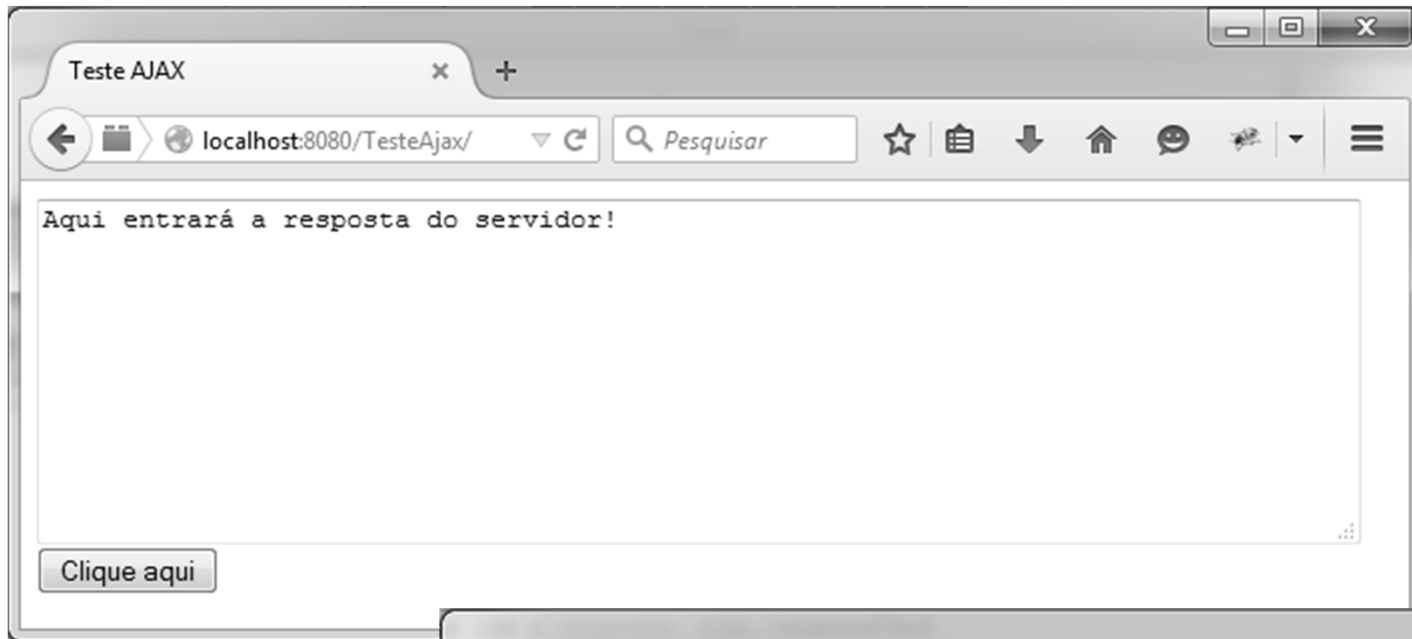 Teste AJAX
localhost:8080/TesteAjax/
Pesquisar
Aqui entrará a resposta do servidor!
Clique aqui